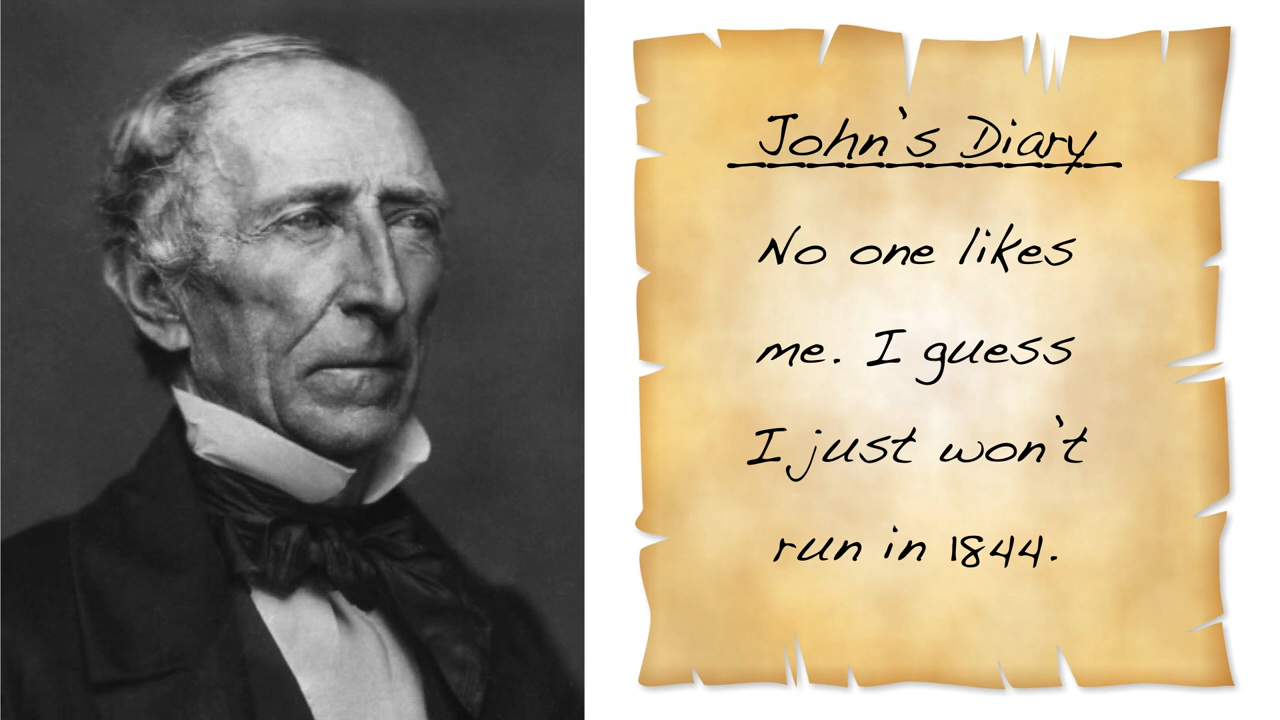 John's Diary
No one likes
me. I guess
I just won't
run in 1844.